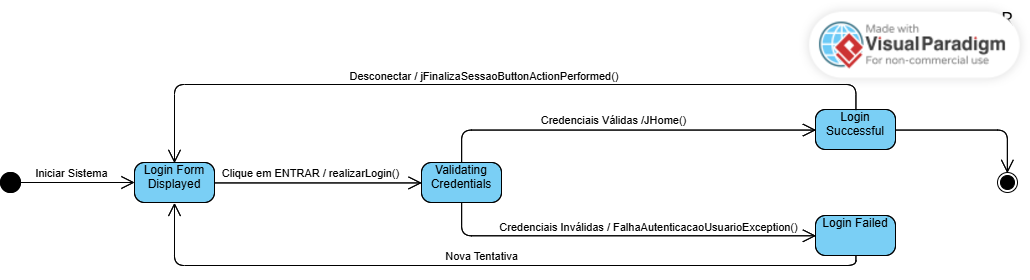 Made with
Visual Paradigm
For non-commercial use
Desconectar / jFinalizaSessaoButtonActionPerformed()
Credenciais Válidas /JHome()
Login
Successful
Iniciar Sistema
Login Form
Displayed
Clique em ENTRAR / realizarLogin()
Validating
Credentials
Credenciais Inválidas / FalhaAutenticacaoUsuarioException()
Login Failed
Nova Tentativa